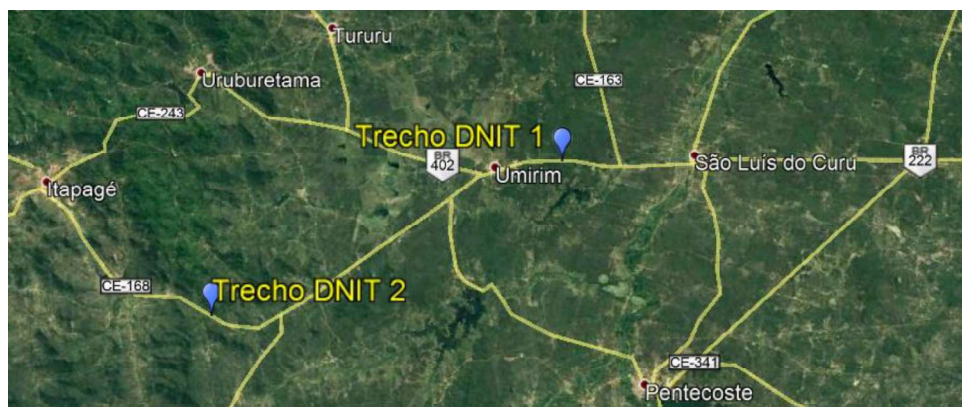 Tururu
Uruburetama
CE-163
CE-243
Trecho DNIT 1
BR
402
Umirim
São Luís do Curu
BR
222
Itapagé
CE-168
Trecho DNIT 2
CE-341
Pentecoste